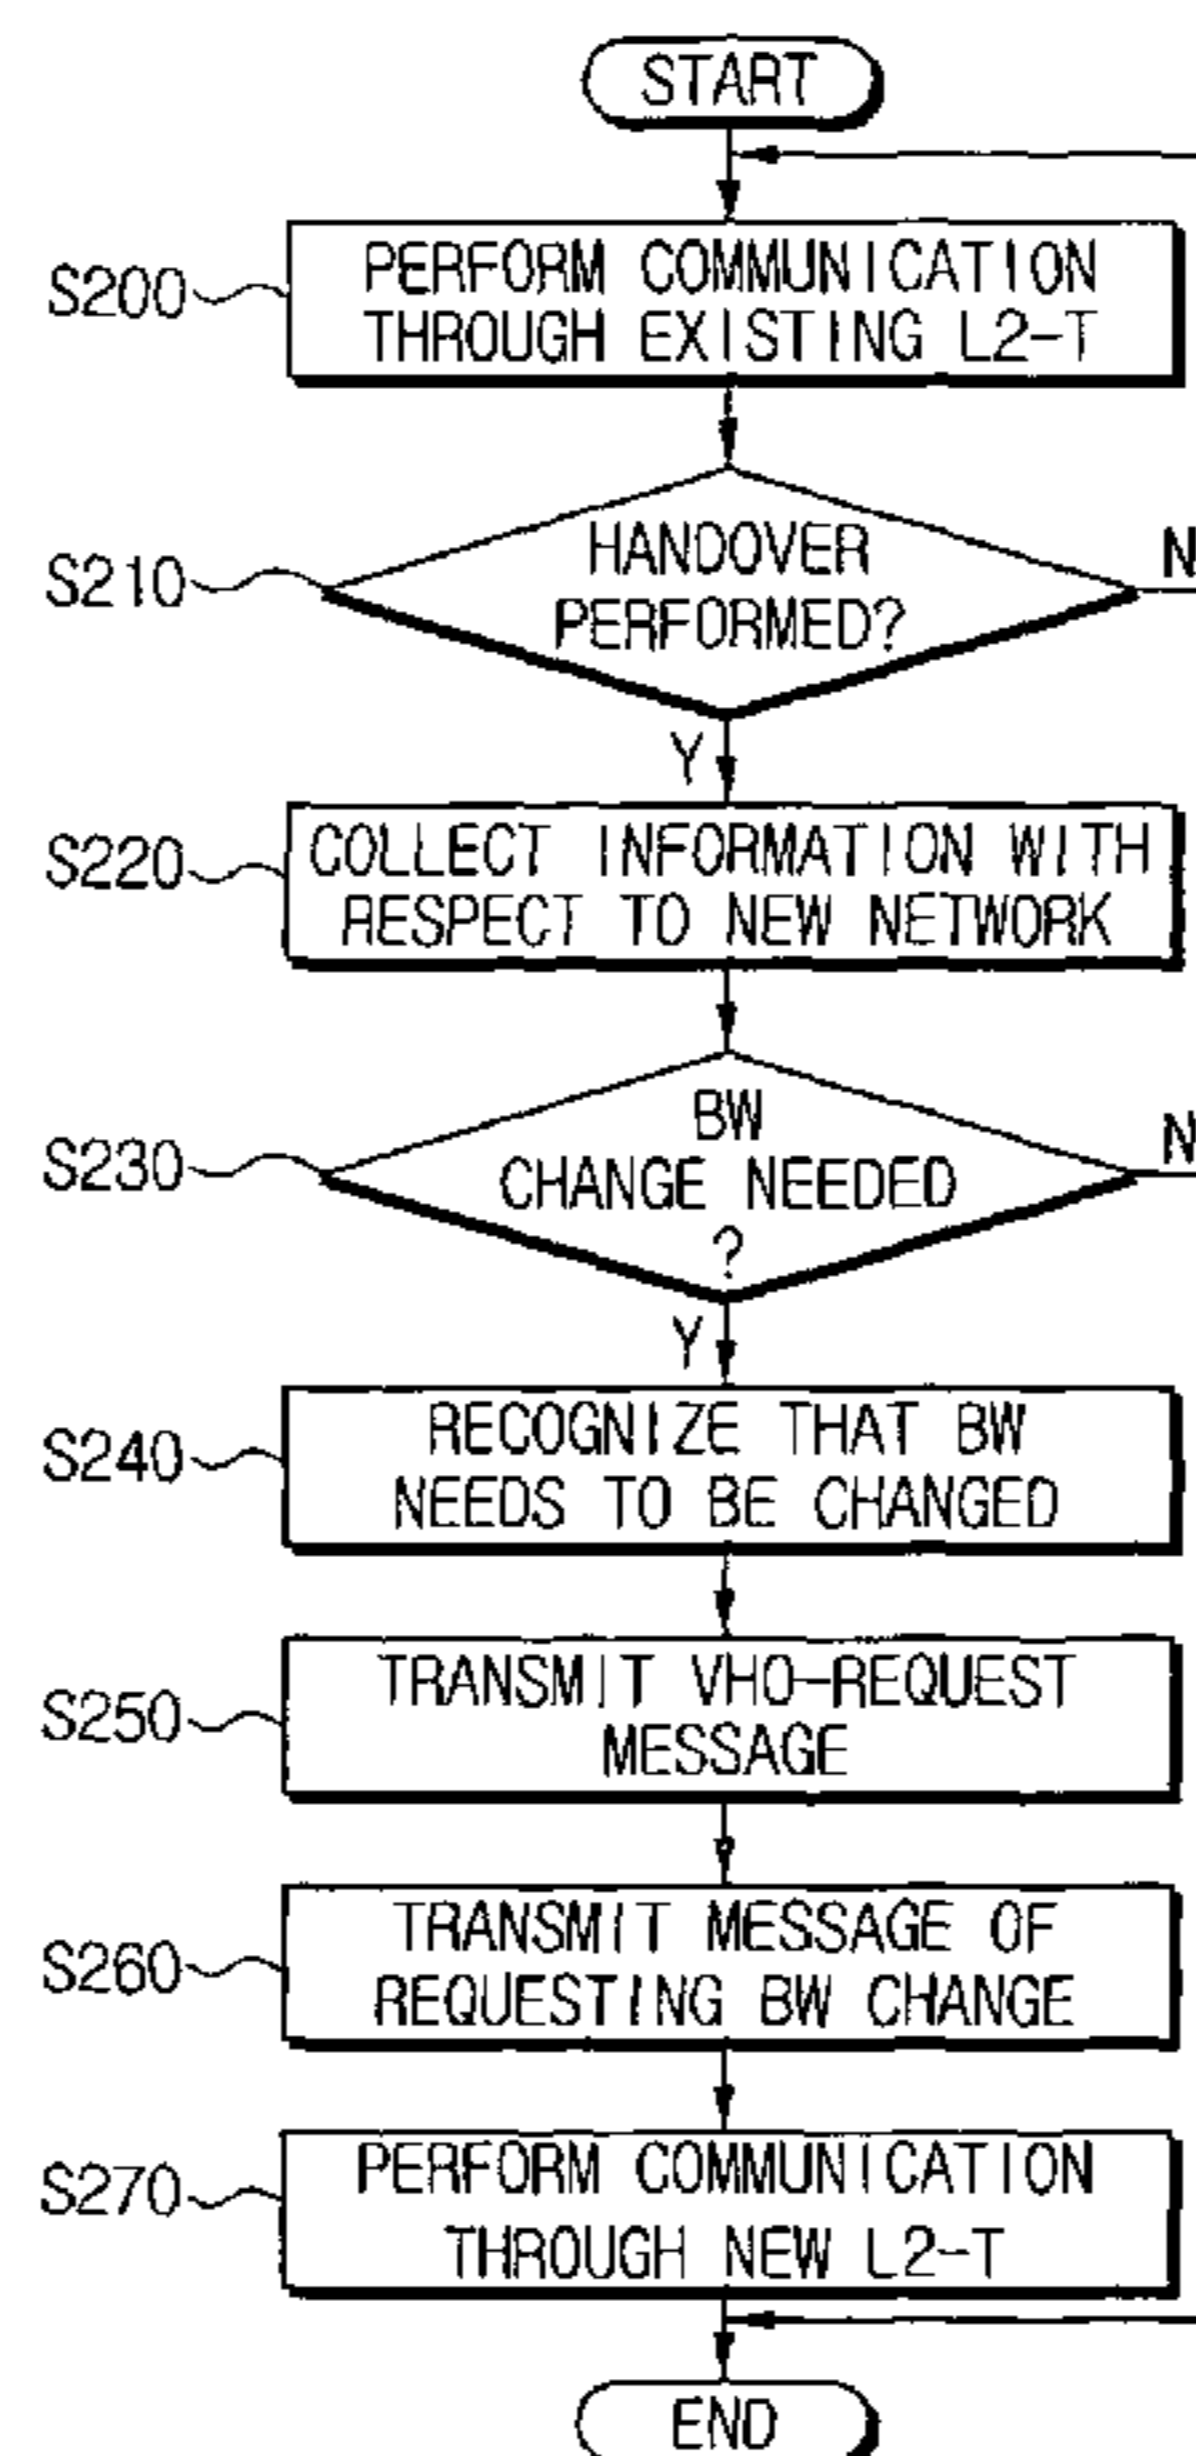 START
S200
PERFORM COMMUNICATION
THROUGH EXISTING L2-T
S210
HANDOVER
PERFORMED?
N
Y
S220
COLLECT INFORMATION WITH
RESPECT TO NEW NETWORK
S230
BW
CHANGE NEEDED
?
N
Y
S240
RECOGNIZE THAT BW
NEEDS TO BE CHANGED
S250
TRANSMIT VHO-REQUEST
MESSAGE
S260
TRANSMIT MESSAGE OF
REQUESTING BW CHANGE
S270
PERFORM COMMUNICATION
THROUGH NEW L2-T
END